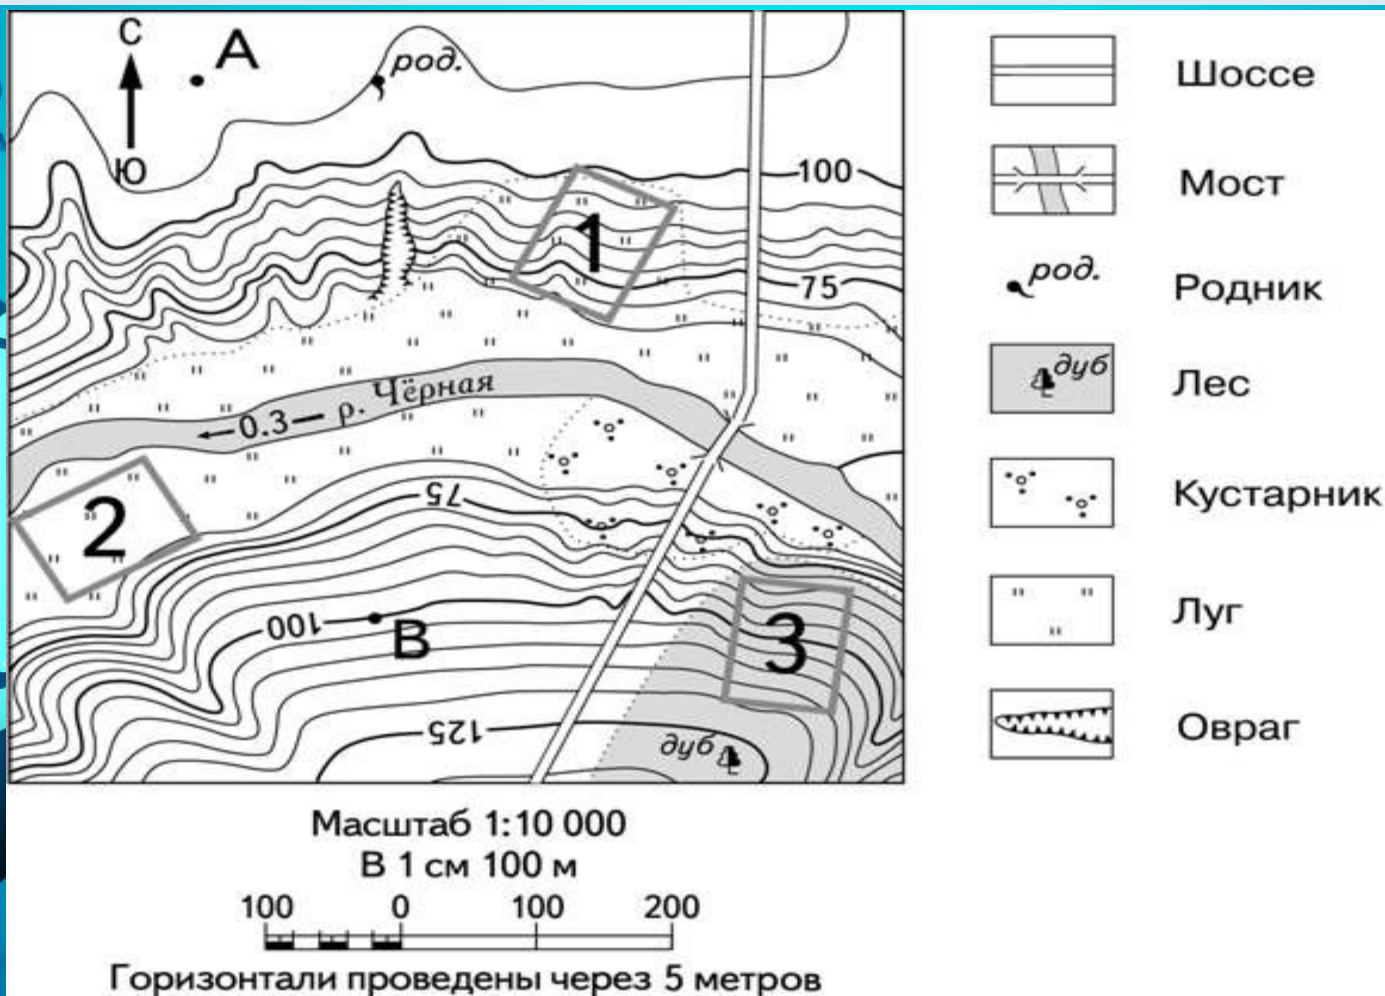 С
А
род.
Ю
100
1
75
р. Чёрная
0.3
2
75
100
В
3
125
дуб
Шоссе
Мост
род.
Родник
дуб
Лес
Кустарник
Луг
Овраг
Масштаб 1:10 000
В 1 см 100 м
100 0 100 200
Горизонтали проведены через 5 метров